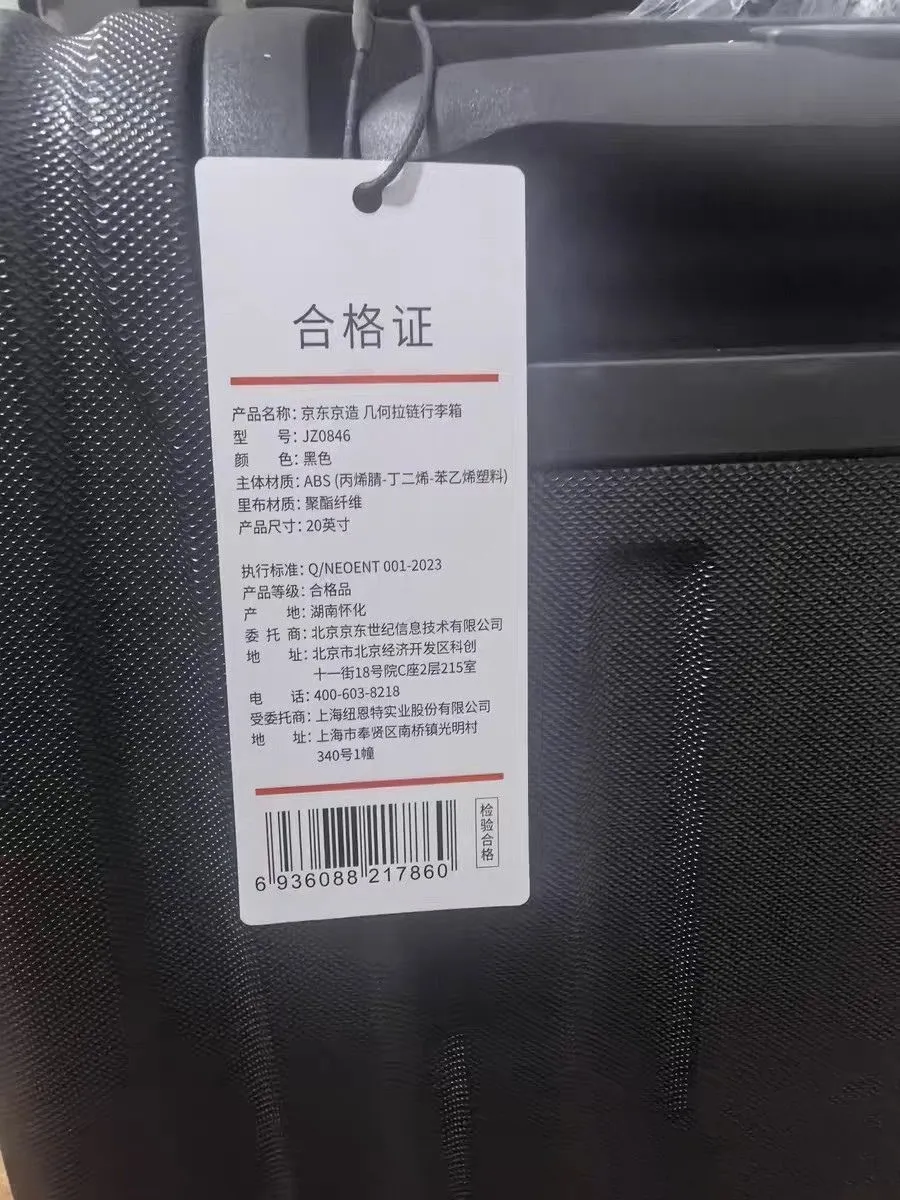 合格证
产品名称：京东京造 几何拉链行李箱
型 号：JZ0846
颜 色：黑色
主体材质：ABS (丙烯腈-丁二烯-苯乙烯塑料)
里布材质：聚酯纤维
产品尺寸：20英寸
执行标准：Q/NEOENT 001-2023
产品等级：合格品
产 地：湖南怀化
委 托 商：北京京东世纪信息技术有限公司
地 址：北京市北京经济开发区科创
十一街18号院C座2层215室
电 话：400-603-8218
受委托商：上海纽恩特实业股份有限公司
地 址：上海市奉贤区南桥镇光明村
340号1幢
检验合格
6 936088 217860